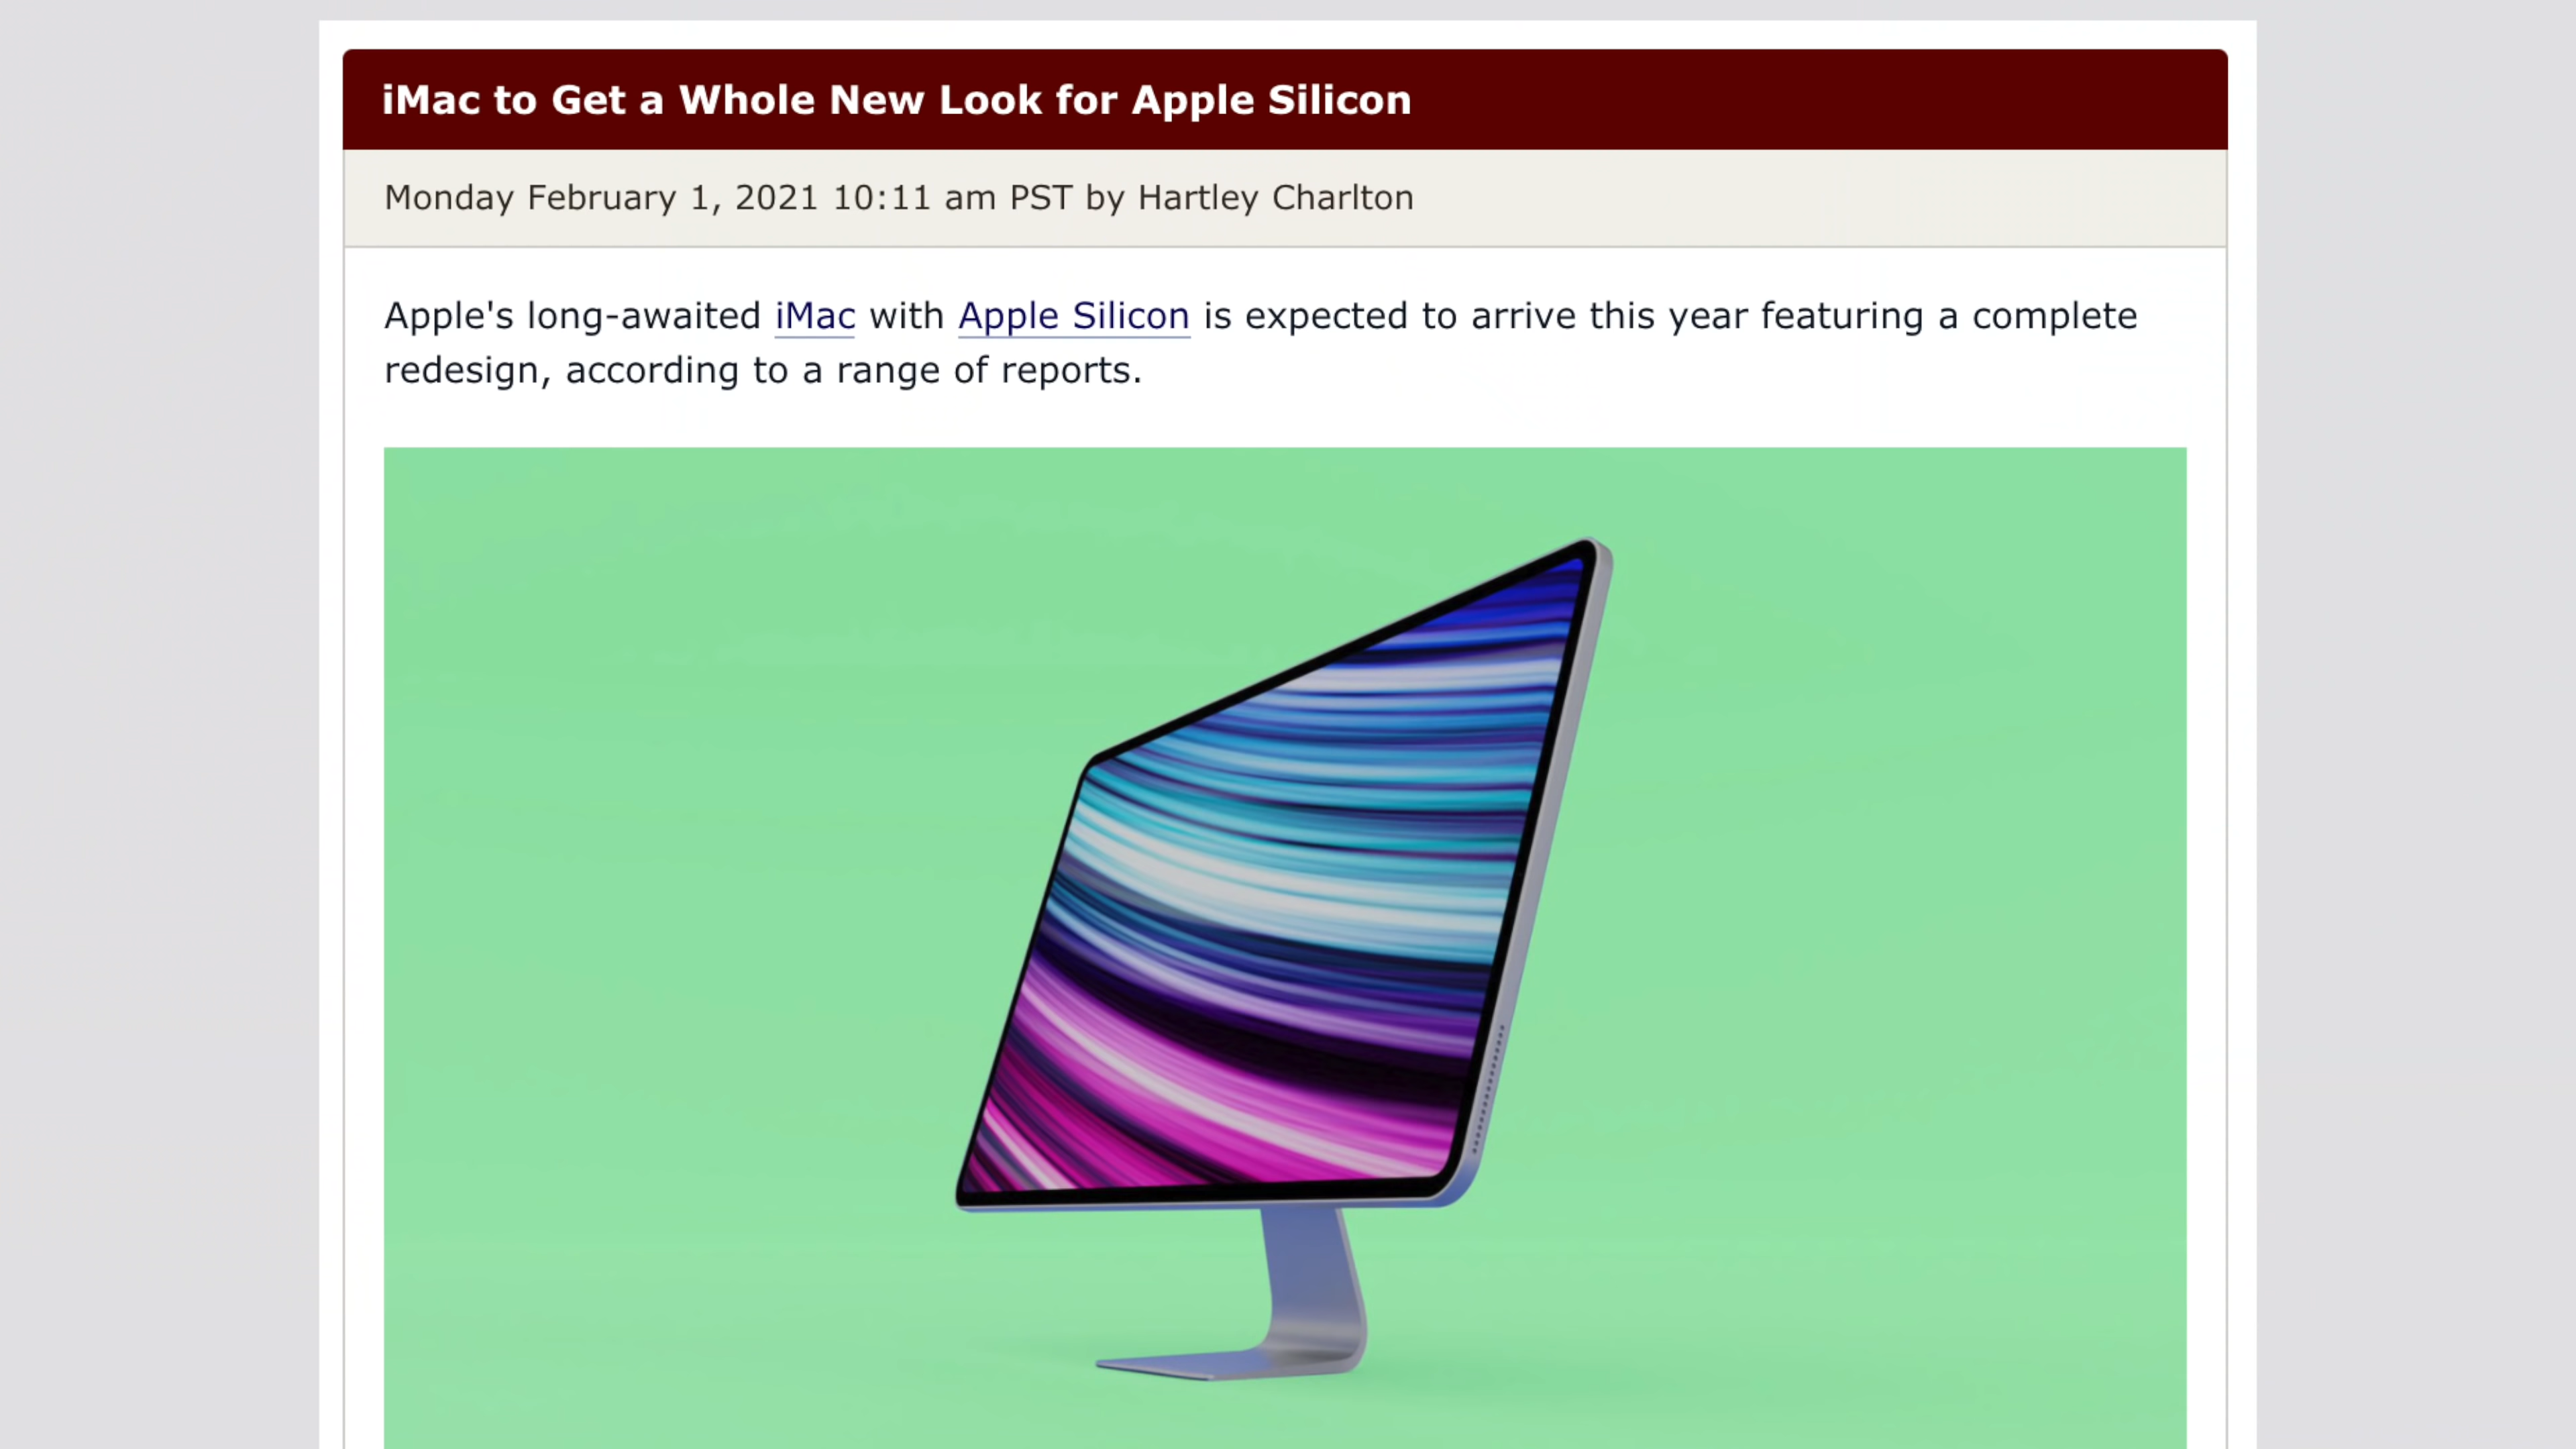 iMac to Get a Whole New Look for Apple Silicon
Monday February 1, 2021 10:11 am PST by Hartley Charlton
Apple's long-awaited iMac with Apple Silicon is expected to arrive this year featuring a complete
redesign, according to a range of reports.